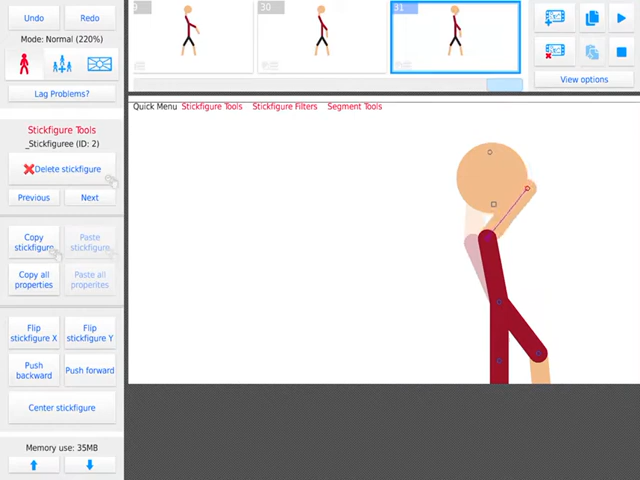 Undo
Redo
Mode: Normal (220%)
Lag Problems?
9
30
31
View options
Quick Menu Stickfigure Tools Stickfigure Filters Segment Tools
Stickfigure Tools
_Stickfiguree (ID: 2)
Delete stickfigure
Previous
Next
Copy
stickfigure
Paste
stickfigure
Copy all
properties
Paste all
properites
Flip
stickfigure X
Flip
stickfigure Y
Push
backward
Push forward
Center stickfigure
Memory use: 35MB